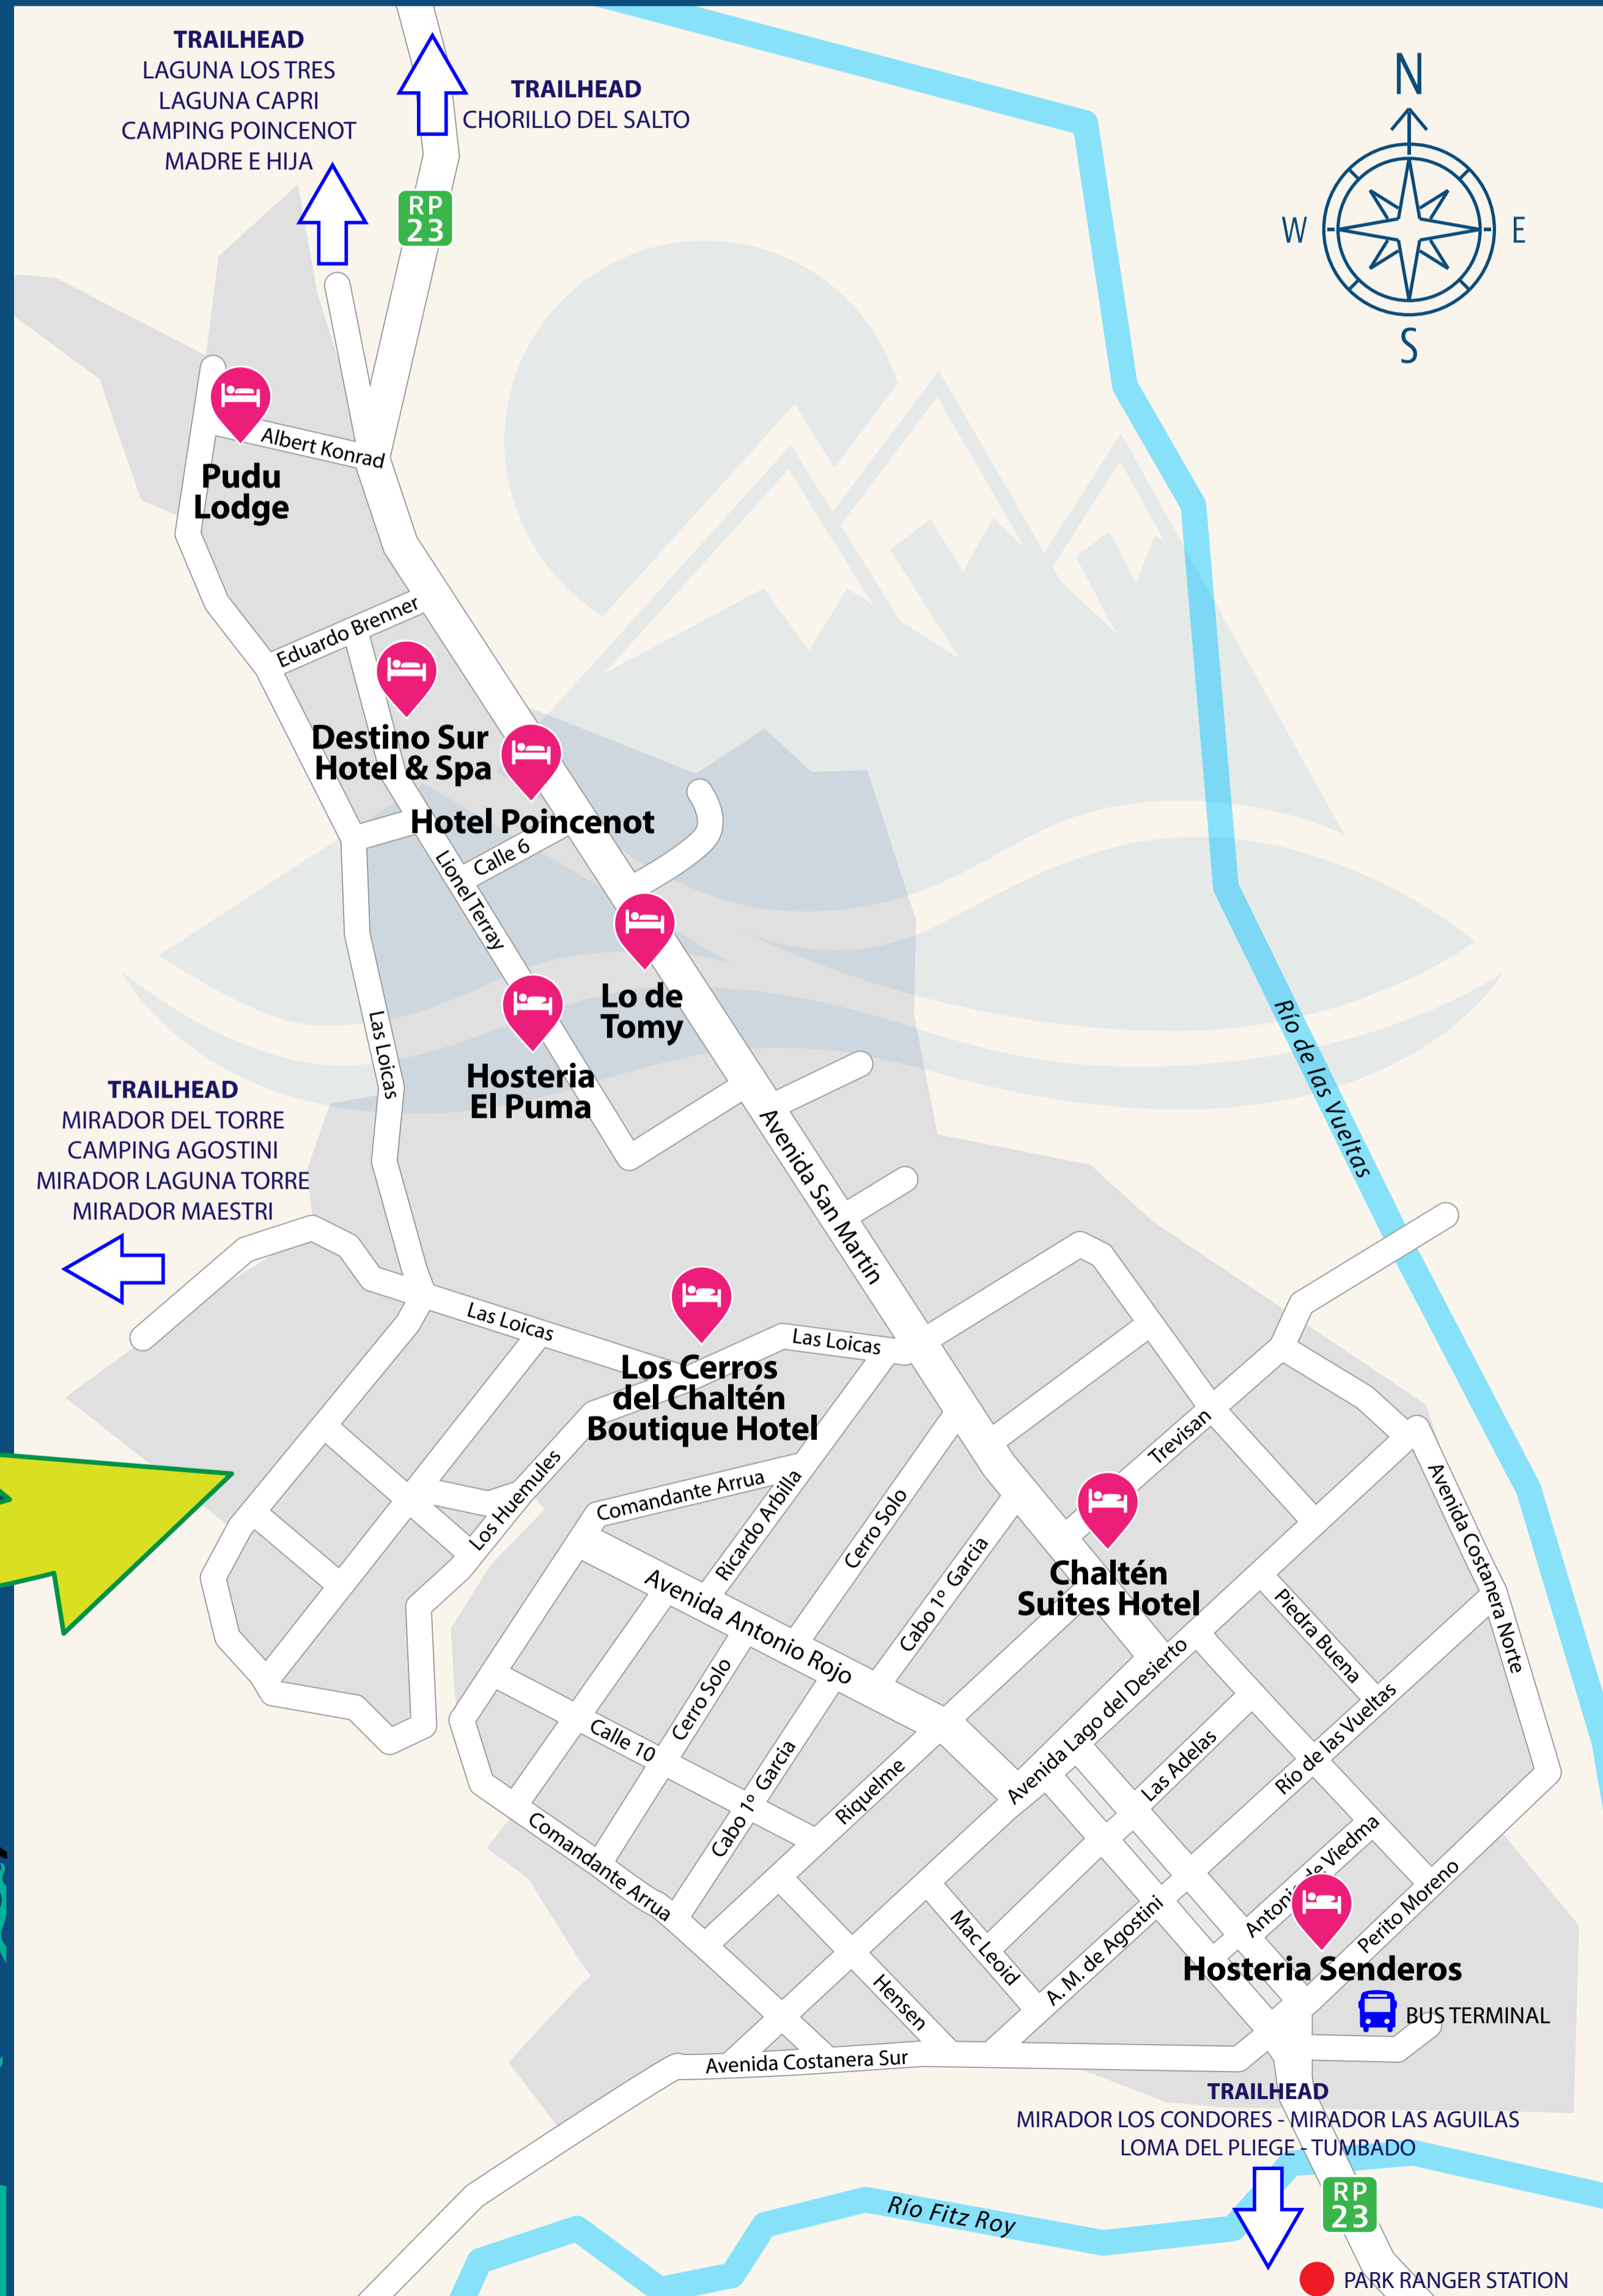 TRAILHEAD
LAGUNA LOS TRES
LAGUNA CAPRI
CAMPING POINCENOT
MADRE E HIJA
TRAILHEAD
CHORILLO DEL SALTO
RP
23
N
W
E
S
Albert Konrad
Pudu
Lodge
Eduardo Brenner
Destino Sur
Hotel & Spa
Hotel Poincenot
Calle 6
Lionel Terray
Lo de
Tomy
Hosteria
El Puma
Las Loicas
Río de las Vueltas
TRAILHEAD
MIRADOR DEL TORRE
CAMPING AGOSTINI
MIRADOR LAGUNA TORRE
MIRADOR MAESTRI
Avenida San Martín
Las Loicas
Las Loicas
Los Cerros
del Chaltén
Boutique Hotel
Los Huemules
Comandante Arrua
Ricardo Arbilla
Cerro Solo
Cabo 1º Garcia
Trevisan
Chaltén
Suites Hotel
Avenida Costanera Norte
Avenida Antonio Rojo
Piedra Buena
Cerro Solo
Calle 10
Cabo 1º Garcia
Riquelme
Avenida Lago del Desierto
Las Adelas
Río de las Vueltas
Comandante Arrua
Antonio de Viedma
Perito Moreno
Mac Leoid
A. M. de Agostini
Hensen
Hosteria Senderos
BUS TERMINAL
Avenida Costanera Sur
TRAILHEAD
MIRADOR LOS CONDORES - MIRADOR LAS AGUILAS
LOMA DEL PLIEGE - TUMBADO
Río Fitz Roy
RP
23
PARK RANGER STATION